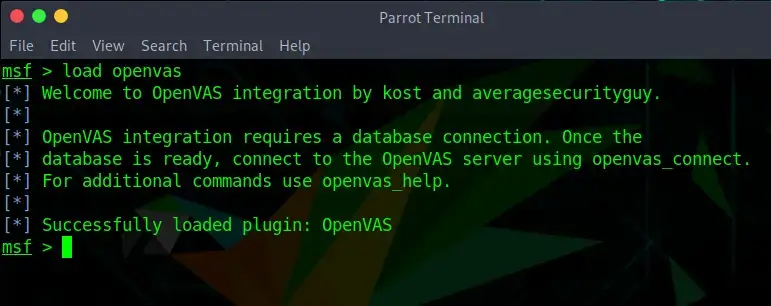 Parrot Terminal
File Edit View Search Terminal Help
msf > load openvas
[*] Welcome to OpenVAS integration by kost and averagesecurityguy.
[*]
[*] OpenVAS integration requires a database connection. Once the
[*] database is ready, connect to the OpenVAS server using openvas_connect.
[*] For additional commands use openvas_help.
[*]
[*] Successfully loaded plugin: OpenVAS
msf >